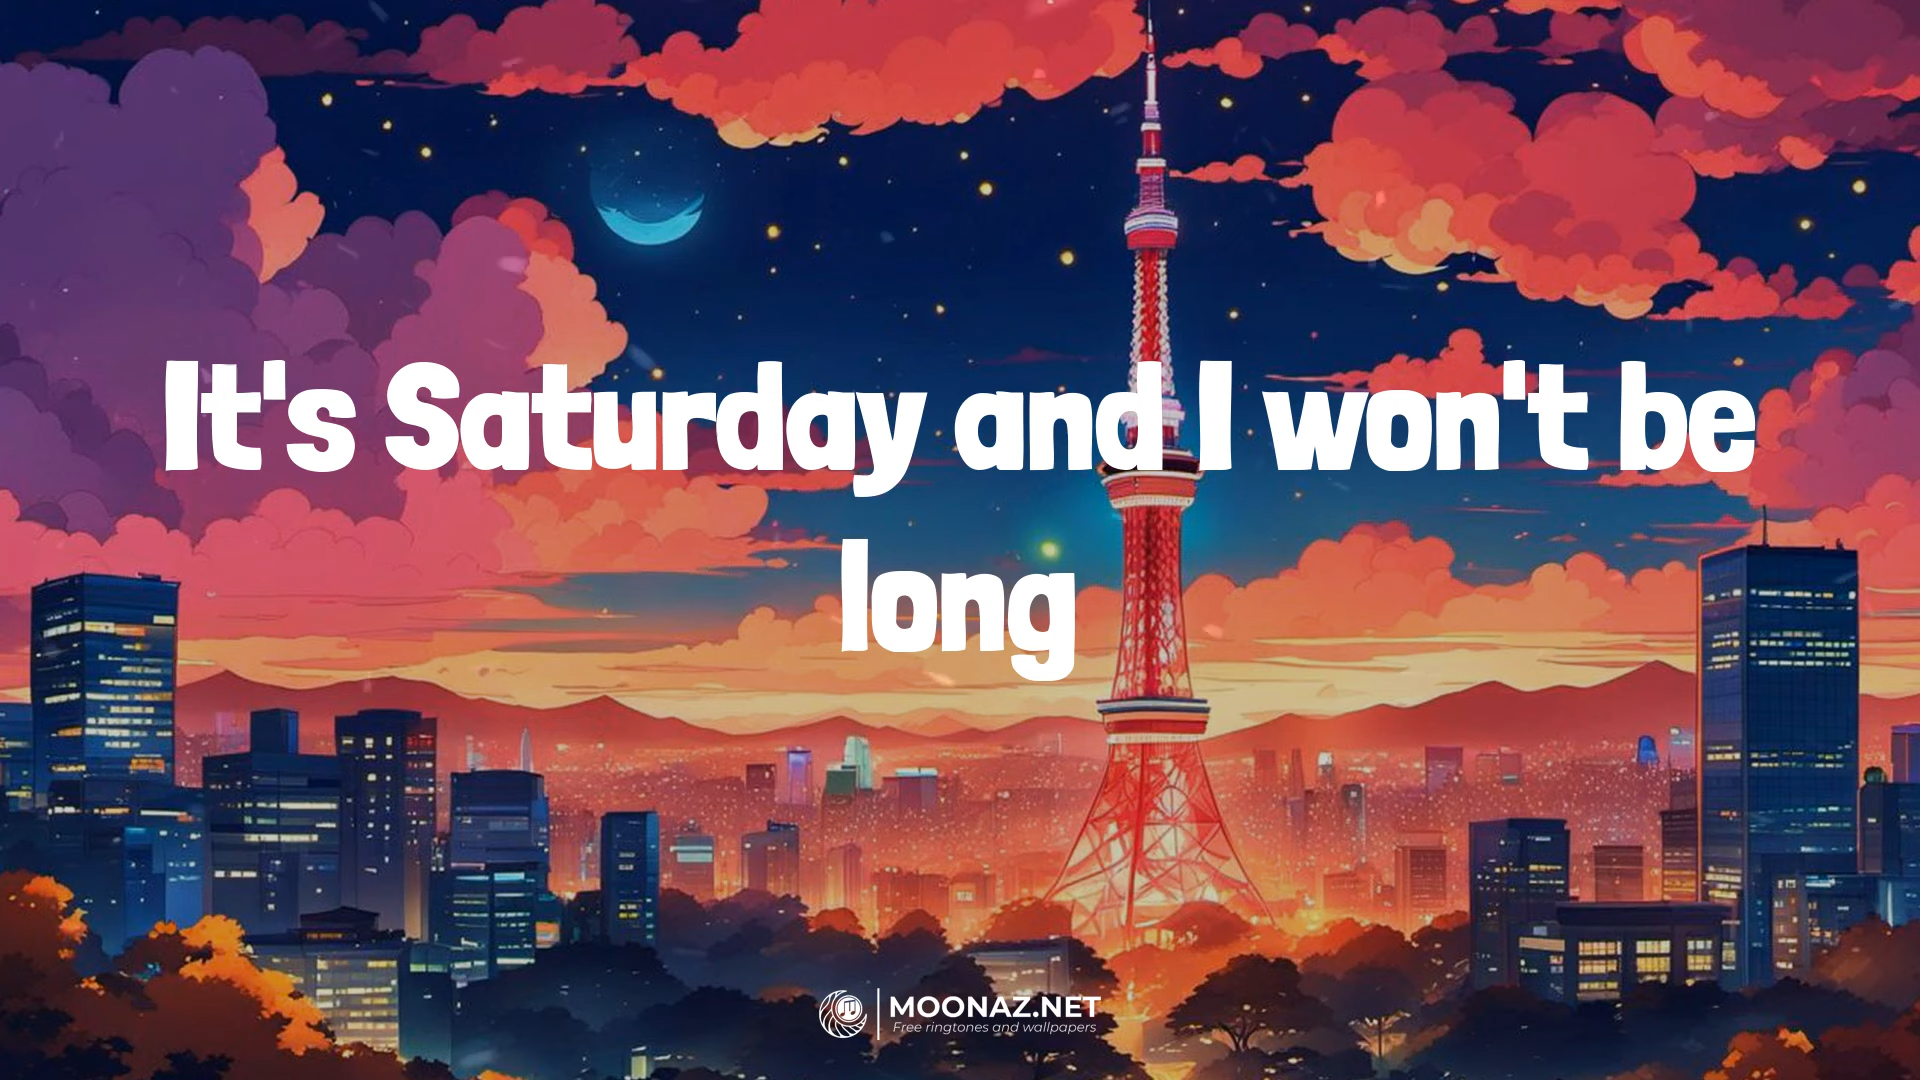 It's Saturday and I won't be
long
MOONAZ.NET
Free ringtones and wallpapers